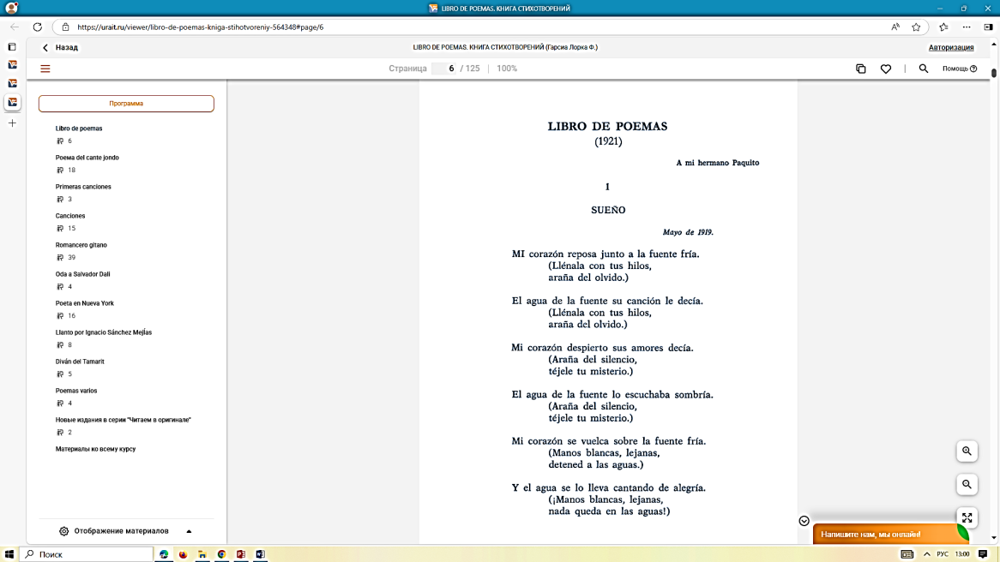 LIBRO DE POEMAS. КНИГА СТИХОТВОРЕНИЙ
https://urait.ru/viewer/libro-de-poemas-kniga-stihotvoreniy-564348#page/6
Назад
LIBRO DE POEMAS. КНИГА СТИХОТВОРЕНИЙ (Гарсиа Лорка Ф.)
Авторизация
Страница 6 / 125 | 100%
Помощь
Программа
Libro de poemas
6
Poema del cante jondo
18
Primeras canciones
3
Canciones
15
Romancero gitano
39
Oda a Salvador Dalí
4
Poeta en Nueva York
16
Llanto por Ignacio Sánchez Mejías
8
Diván del Tamarit
5
Poemas varios
4
Новые издания в серии "Читаем в оригинале"
2
Материалы ко всему курсу
Отображение материалов
LIBRO DE POEMAS
(1921)
A mi hermano Paquito
I
SUEÑO
Mayo de 1919.
MI corazón reposa junto a la fuente fría.
(Llénala con tus hilos,
araña del olvido.)
El agua de la fuente su canción le decía.
(Llénala con tus hilos,
araña del olvido.)
Mi corazón despierto sus amores decía.
(Araña del silencio,
téjele tu misterio.)
El agua de la fuente lo escuchaba sombría.
(Araña del silencio,
téjele tu misterio.)
Mi corazón se vuelca sobre la fuente fría.
(Manos blancas, lejanas,
detened a las aguas.)
Y el agua se lo lleva cantando de alegría.
(¡Manos blancas, lejanas,
nada queda en las aguas!)
Напишите нам, мы онлайн!
Поиск
РУС
13:00